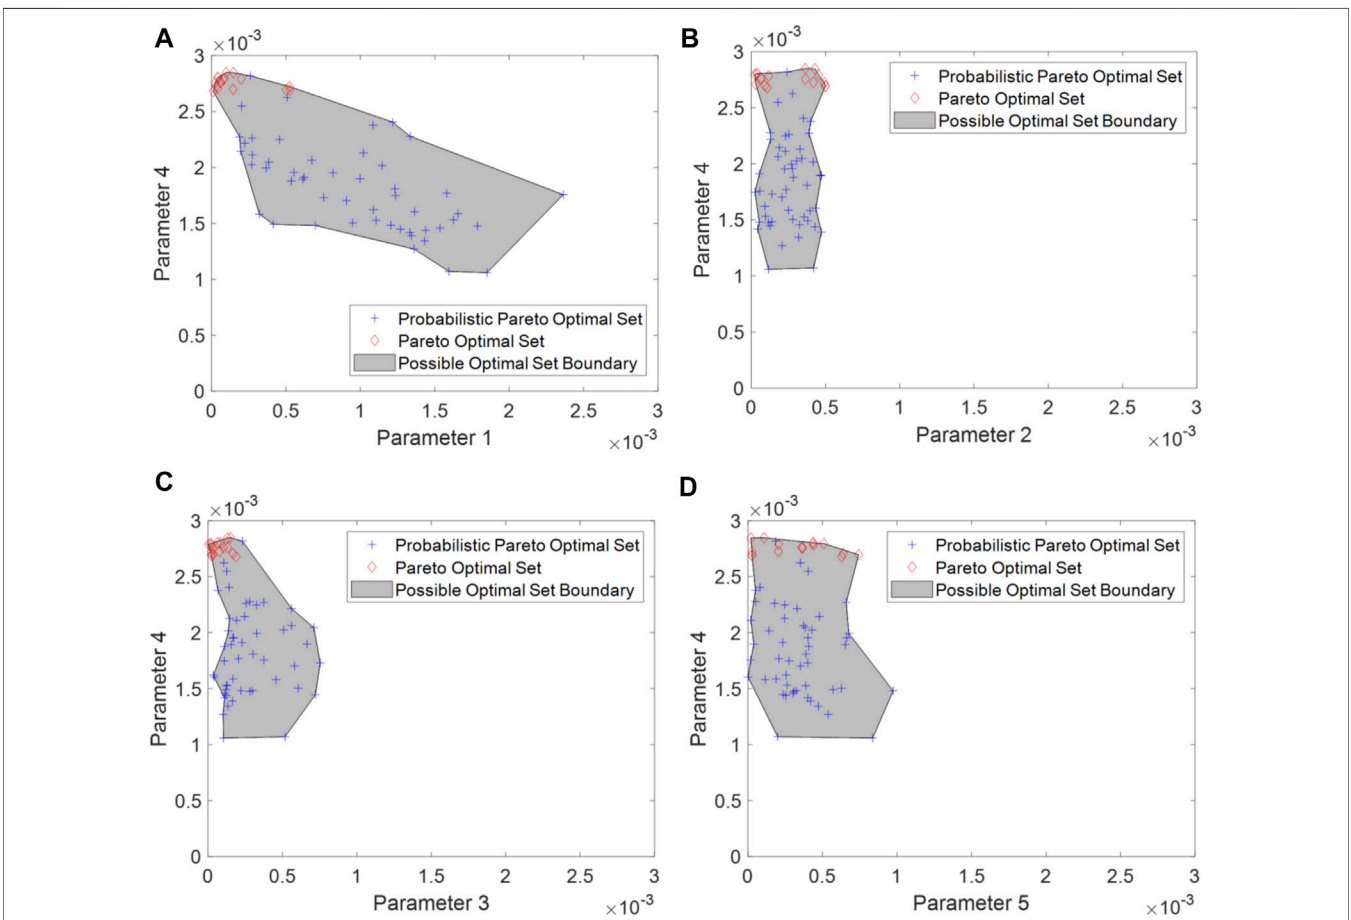 A
×10-3
3
2.5
2
1.5
1
0.5
0
Parameter 4
Probabilistic Pareto Optimal Set
Pareto Optimal Set
Possible Optimal Set Boundary
0 0.5 1 1.5 2 2.5 3
Parameter 1
×10-3
B
×10-3
3
2.5
2
1.5
1
0.5
0
Parameter 4
Probabilistic Pareto Optimal Set
Pareto Optimal Set
Possible Optimal Set Boundary
0 0.5 1 1.5 2 2.5 3
Parameter 2
×10-3
C
×10-3
3
2.5
2
1.5
1
0.5
0
Parameter 4
Probabilistic Pareto Optimal Set
Pareto Optimal Set
Possible Optimal Set Boundary
0 0.5 1 1.5 2 2.5 3
Parameter 3
×10-3
D
×10-3
3
2.5
2
1.5
1
0.5
0
Parameter 4
Probabilistic Pareto Optimal Set
Pareto Optimal Set
Possible Optimal Set Boundary
0 0.5 1 1.5 2 2.5 3
Parameter 5
×10-3